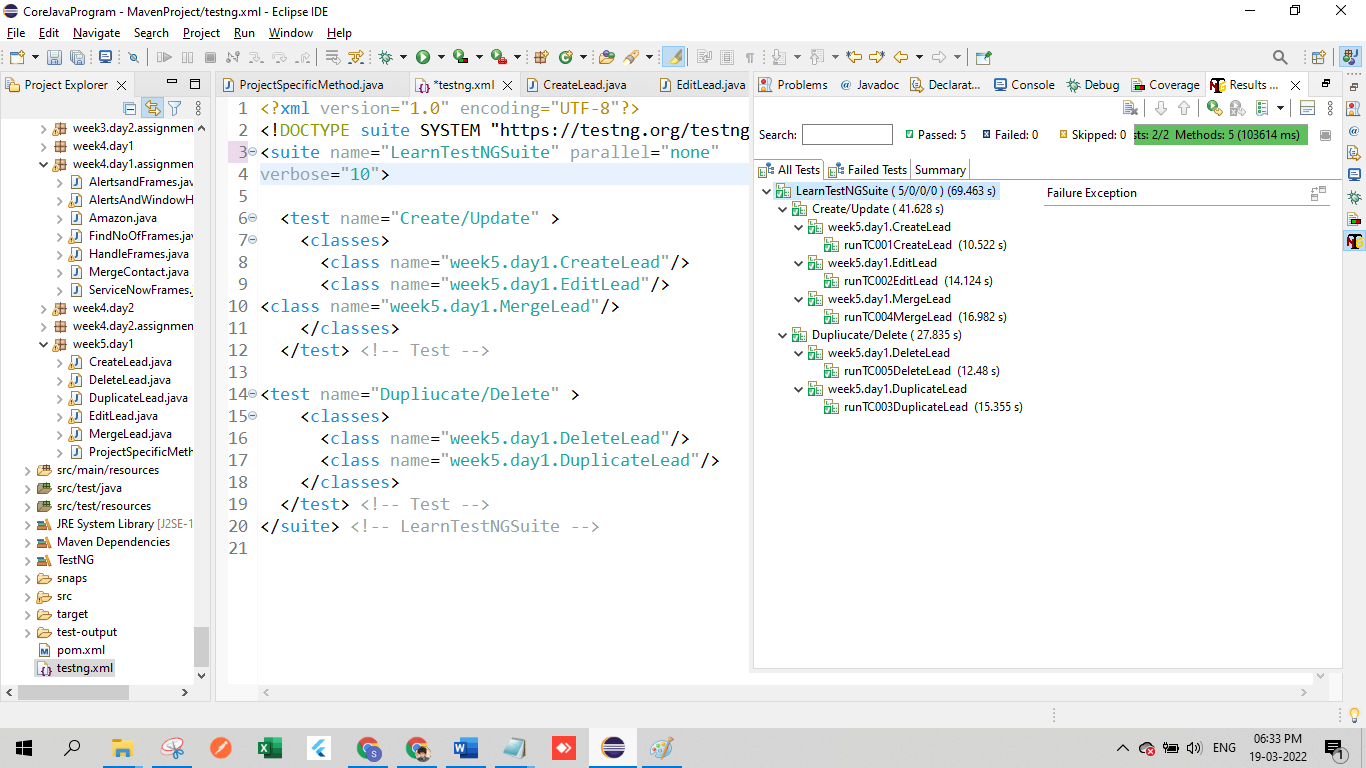 CoreJavaProgram - MavenProject/testng.xml - Eclipse IDE
File Edit Navigate Search Project Run Window Help
Project Explorer
week3.day2.assignmen
week4.day1
week4.day1.assignmen
AlertsandFrames.jav
AlertsAndWindowH
Amazon.java
FindNoOfFrames.jav
HandleFrames.java
MergeContact.java
ServiceNowFrames.j
week4.day2
week4.day2.assignmen
week5.day1
CreateLead.java
DeleteLead.java
DuplicateLead.java
EditLead.java
MergeLead.java
ProjectSpecificMeth
src/main/resources
src/test/java
src/test/resources
JRE System Library [J2SE-1
Maven Dependencies
TestNG
snaps
src
target
test-output
pom.xml
testng.xml
ProjectSpecificMethod.java *testng.xml CreateLead.java EditLead.java
1 <?xml version="1.0" encoding="UTF-8"?>
2 <!DOCTYPE suite SYSTEM "https://testng.org/testng
3 <suite name="LearnTestNGSuite" parallel="none"
4 verbose="10">
5
6 <test name="Create/Update" >
7 <classes>
8 <class name="week5.day1.CreateLead"/>
9 <class name="week5.day1.EditLead"/>
10 <class name="week5.day1.MergeLead"/>
11 </classes>
12 </test> <!-- Test -->
13
14 <test name="Dupliucate/Delete" >
15 <classes>
16 <class name="week5.day1.DeleteLead"/>
17 <class name="week5.day1.DuplicateLead"/>
18 </classes>
19 </test> <!-- Test -->
20 </suite> <!-- LearnTestNGSuite -->
21
Problems @ Javadoc Declarat... Console Debug Coverage Results ...
Search: Passed: 5 Failed: 0 Skipped: 0 sts: 2/2 Methods: 5 (103614 ms)
All Tests Failed Tests Summary
LearnTestNGSuite ( 5/0/0/0 ) (69.463 s)
Create/Update ( 41.628 s)
week5.day1.CreateLead
runTC001CreateLead (10.522 s)
week5.day1.EditLead
runTC002EditLead (14.124 s)
week5.day1.MergeLead
runTC004MergeLead (16.982 s)
Dupliucate/Delete ( 27.835 s)
week5.day1.DeleteLead
runTC005DeleteLead (12.48 s)
week5.day1.DuplicateLead
runTC003DuplicateLead (15.355 s)
Failure Exception
ENG
06:33 PM
19-03-2022
1